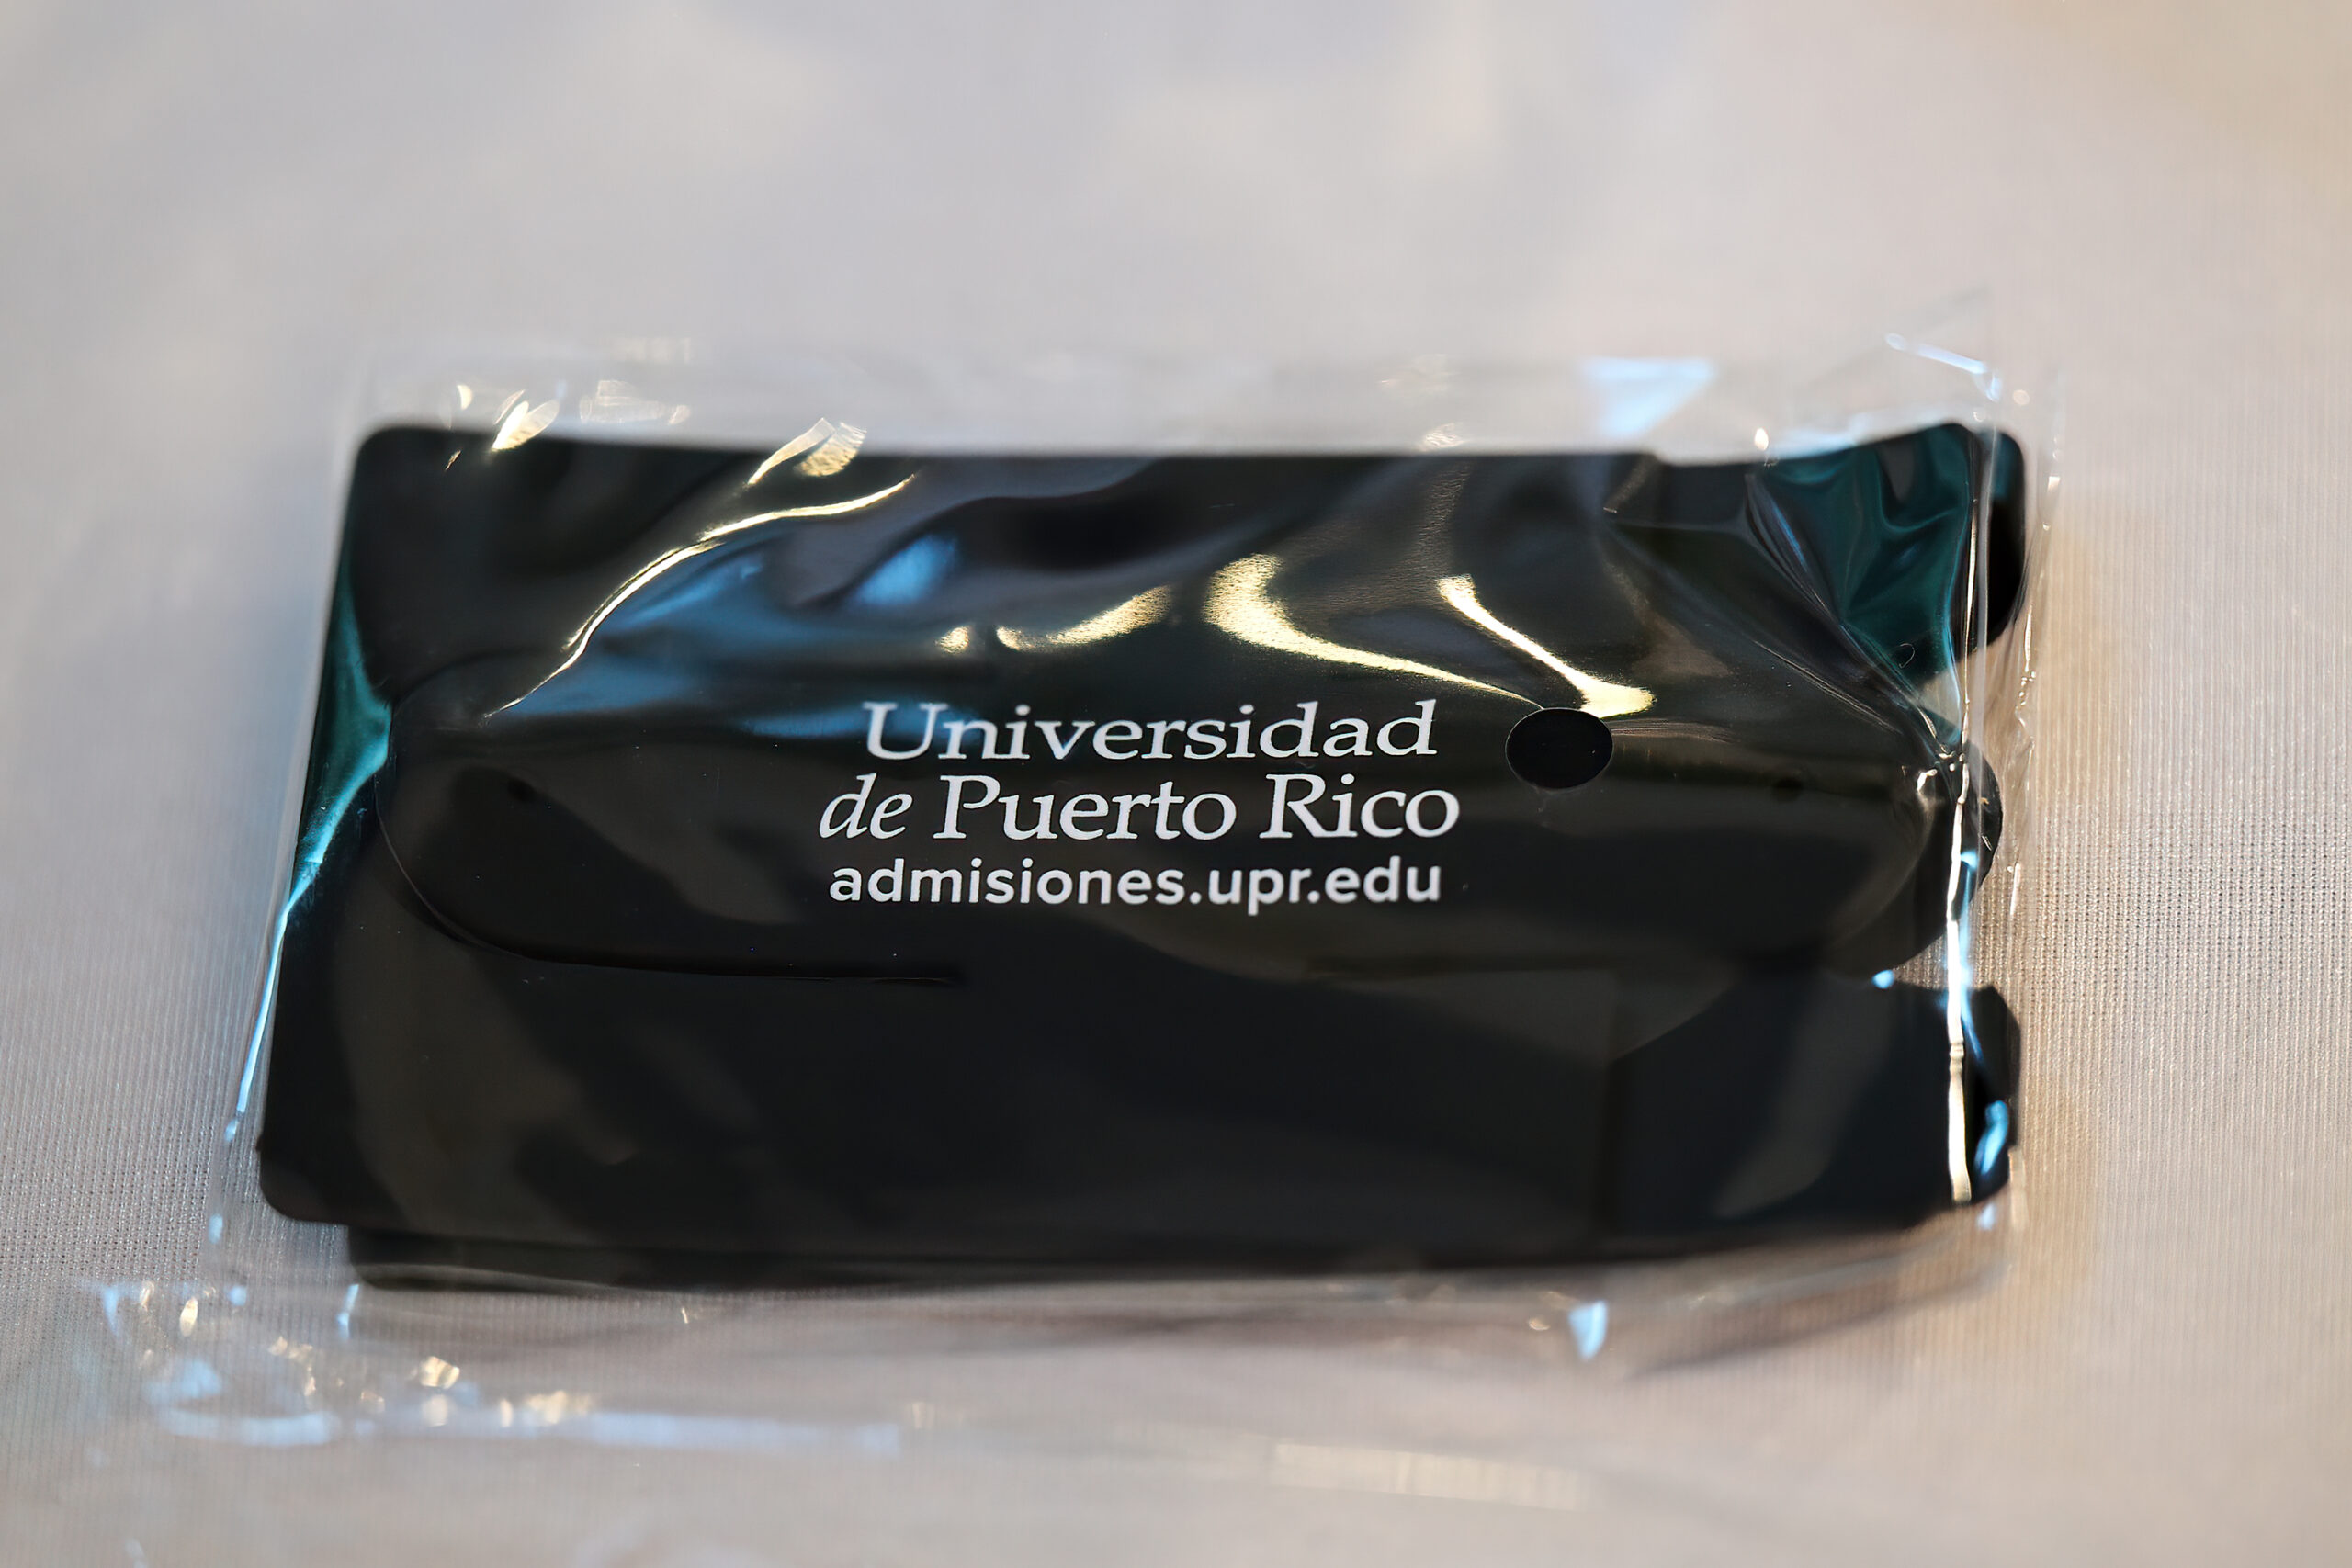 Universidad
de Puerto Rico
admisiones.upr.edu